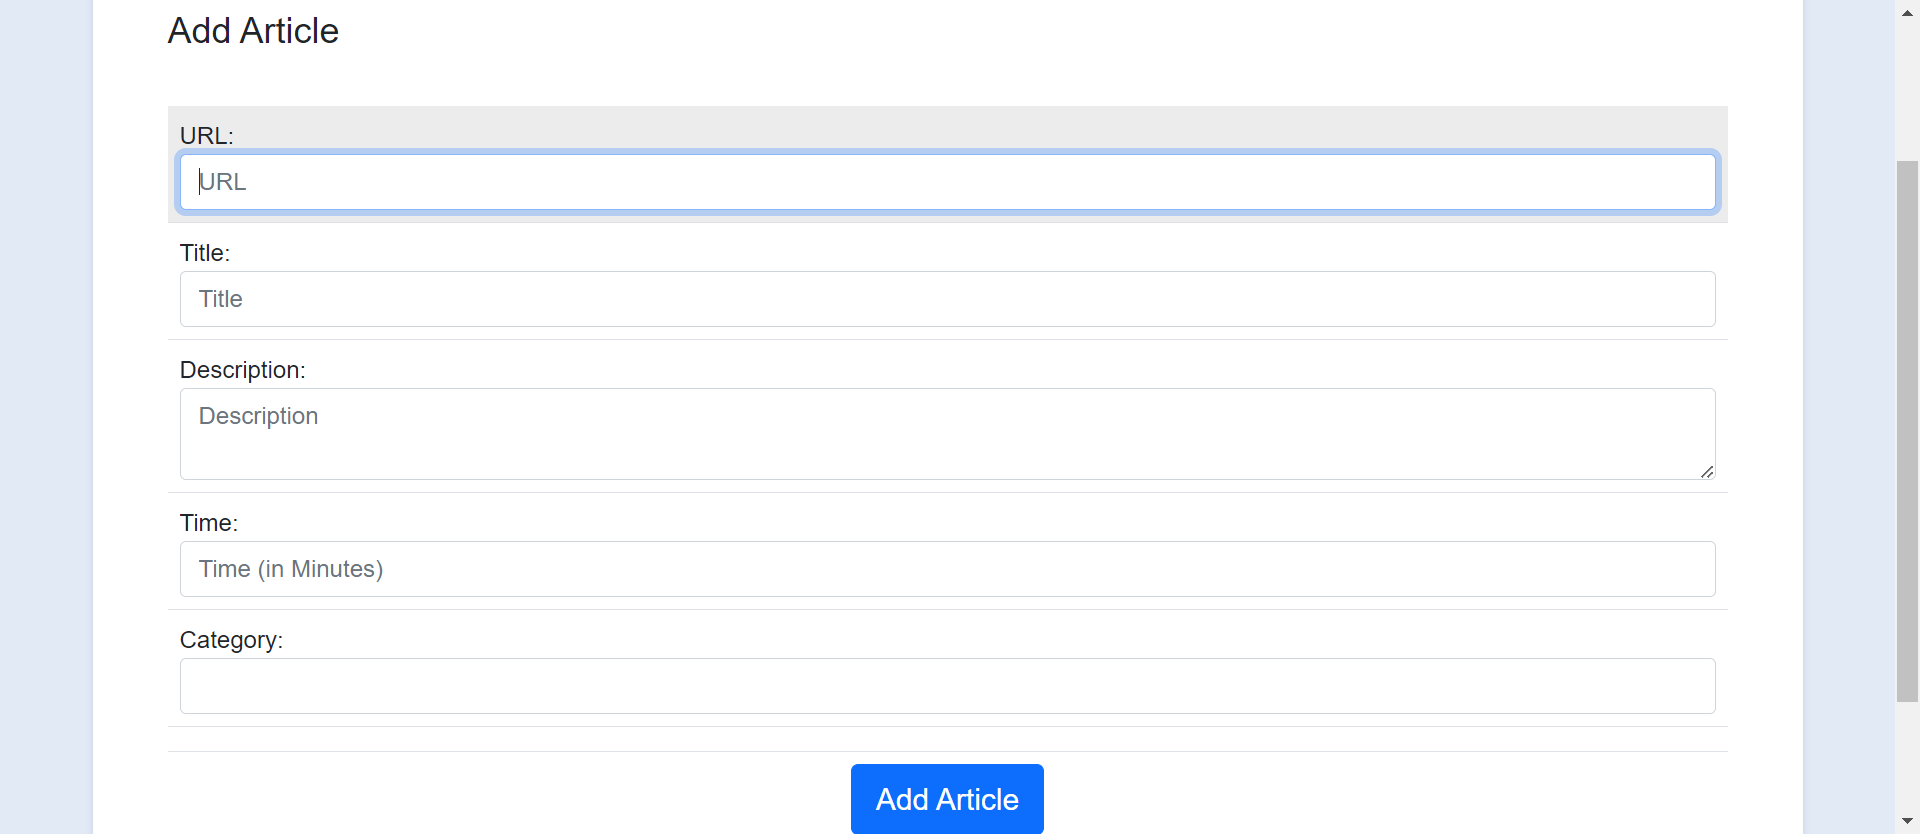 Add Article
URL:
URL
Title:
Title
Description:
Description
Time:
Time (in Minutes)
Category:
Add Article